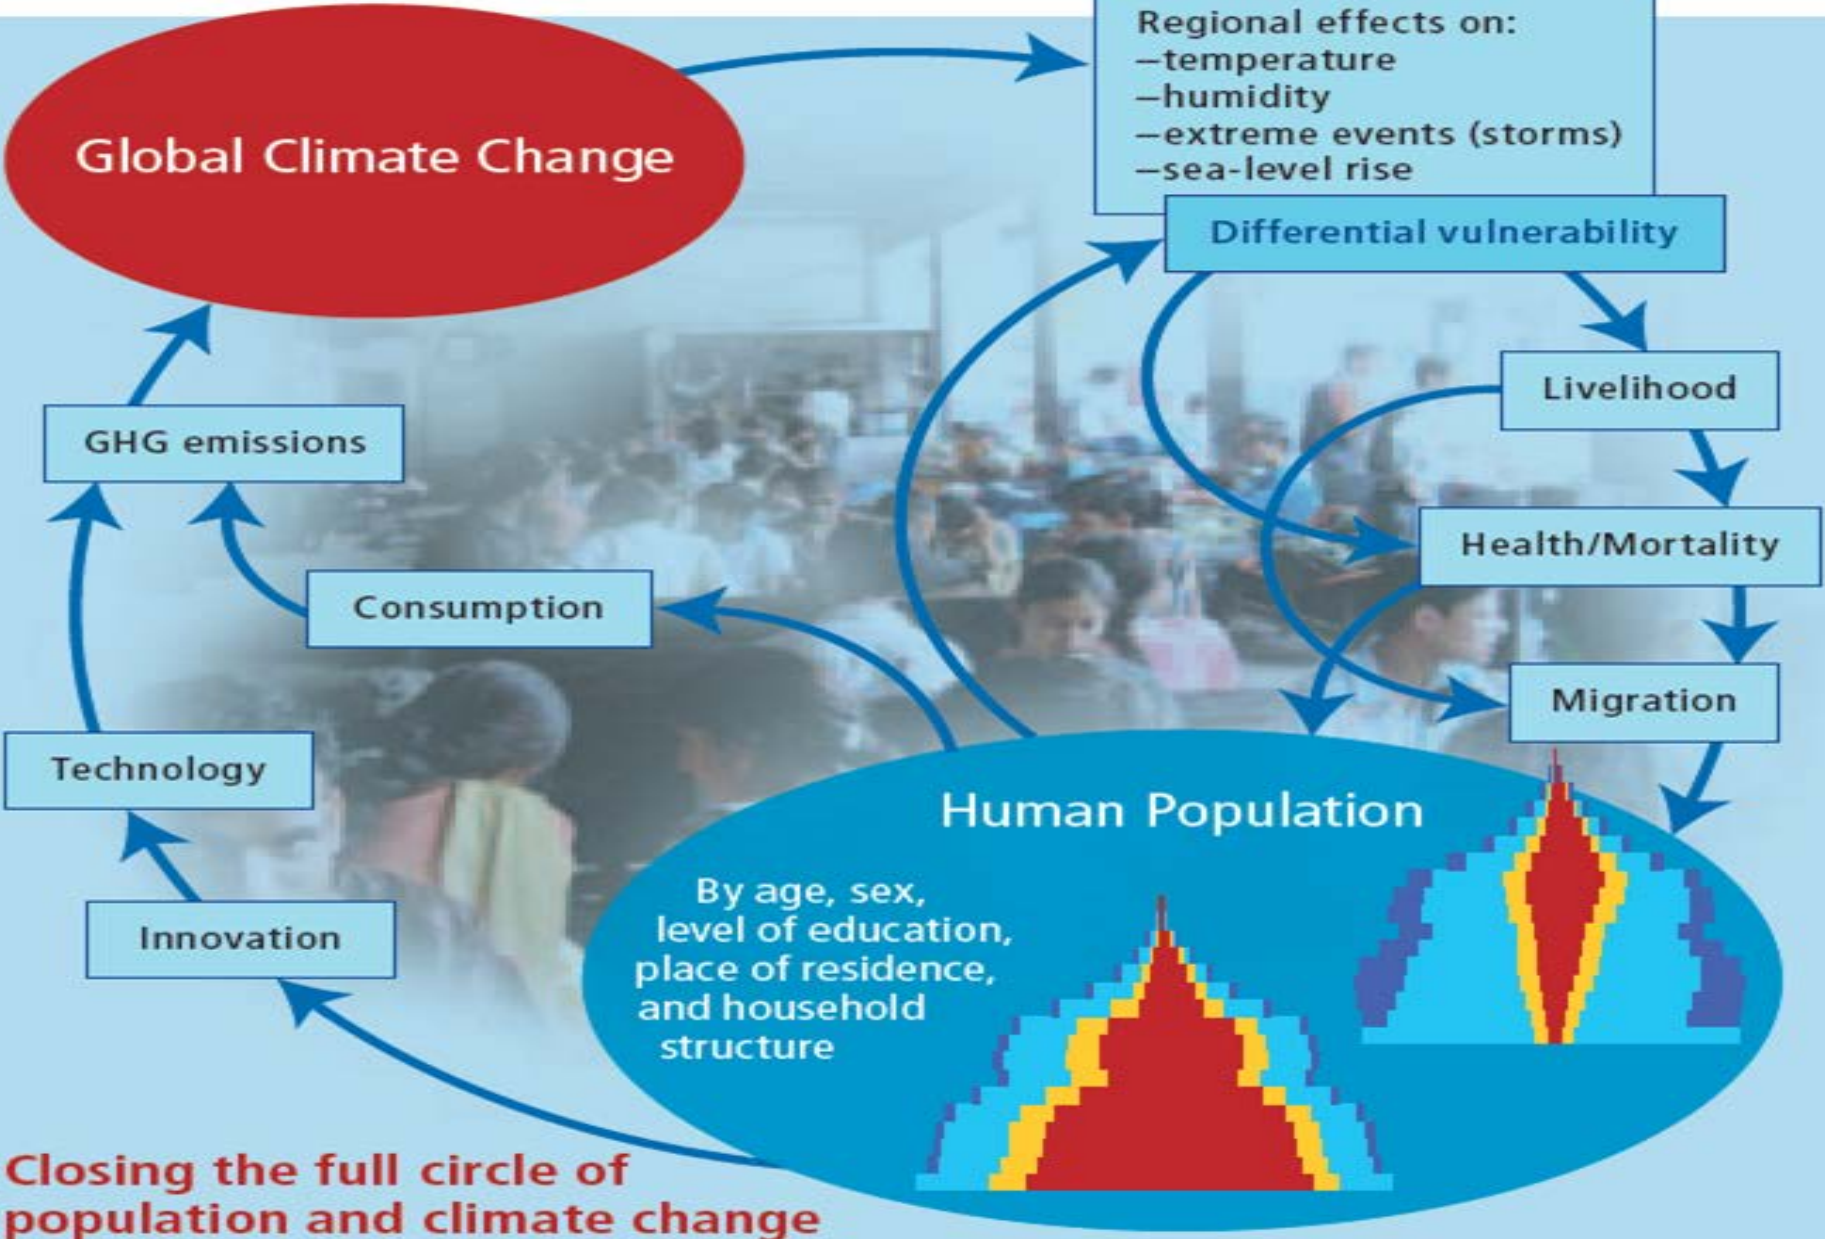 Global Climate Change
Regional effects on:
—temperature
—humidity
—extreme events (storms)
—sea-level rise
Differential vulnerability
Livelihood
GHG emissions
Health/Mortality
Consumption
Migration
Technology
Human Population
By age, sex,
level of education,
place of residence,
and household
structure
Innovation
Closing the full circle of
population and climate change